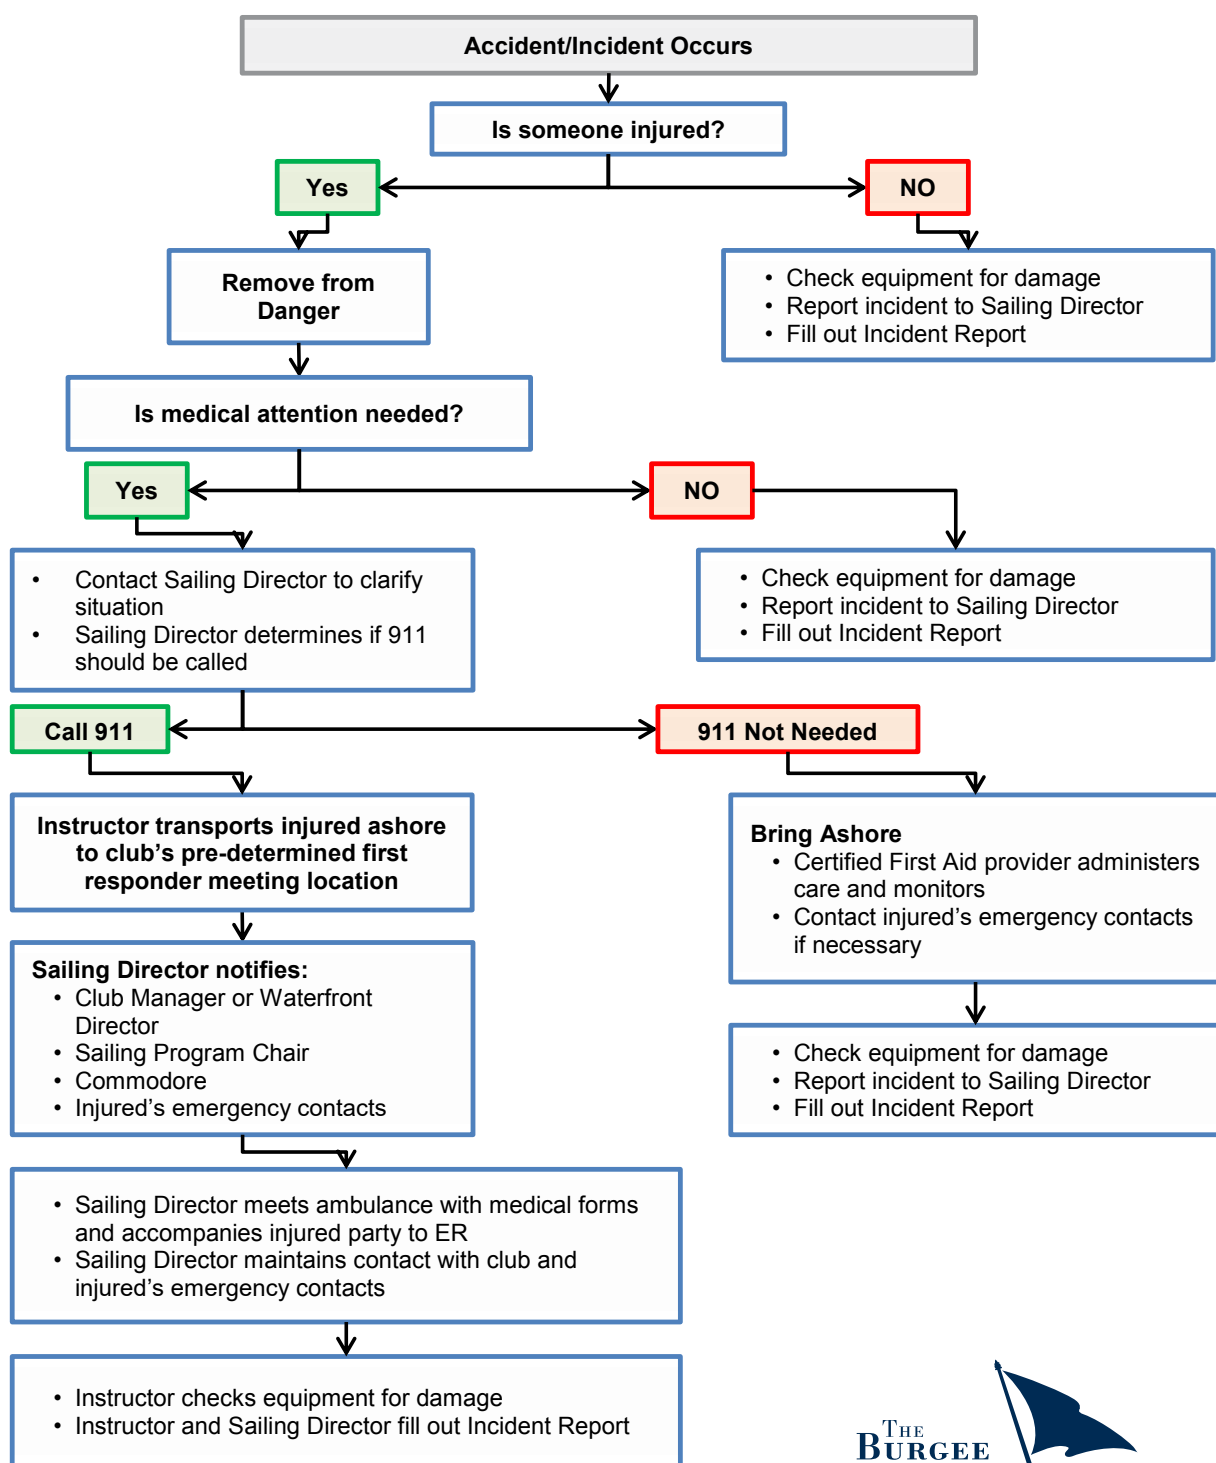 Accident/Incident Occurs
Is someone injured?
Yes
NO
Remove from
Danger
• Check equipment for damage
• Report incident to Sailing Director
• Fill out Incident Report
Is medical attention needed?
Yes
NO
• Contact Sailing Director to clarify
situation
• Sailing Director determines if 911
should be called
• Check equipment for damage
• Report incident to Sailing Director
• Fill out Incident Report
Call 911
911 Not Needed
Instructor transports injured ashore
to club’s pre-determined first
responder meeting location
Bring Ashore
• Certified First Aid provider administers
care and monitors
• Contact injured’s emergency contacts
if necessary
Sailing Director notifies:
• Club Manager or Waterfront
Director
• Sailing Program Chair
• Commodore
• Injured’s emergency contacts
• Check equipment for damage
• Report incident to Sailing Director
• Fill out Incident Report
• Sailing Director meets ambulance with medical forms
and accompanies injured party to ER
• Sailing Director maintains contact with club and
injured’s emergency contacts
• Instructor checks equipment for damage
• Instructor and Sailing Director fill out Incident Report
THE
BURGEE